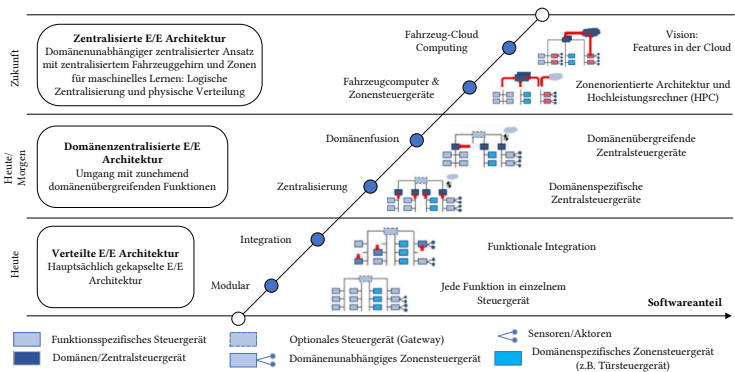 Zukunft
Zentralisierte E/E Architektur
Domänenunabhängiger zentralisierter Ansatz
mit zentralisiertem Fahrzeuggehirn und Zonen
für maschinelles Lernen: Logische
Zentralisierung und physische Verteilung
Fahrzeug-Cloud
Computing
Vision:
Features in der Cloud
Fahrzeugcomputer &
Zonensteuergeräte
Zonenorientierte Architektur und
Hochleistungsrechner (HPC)
Heute/
Morgen
Domänenzentralisierte E/E
Architektur
Umgang mit zunehmend
domänenübergreifenden Funktionen
Domänenfusion
Domänenübergreifende
Zentralsteuergeräte
Zentralisierung
Domänenspezifische
Zentralsteuergeräte
Heute
Verteilte E/E Architektur
Hauptsächlich gekapselte E/E
Architektur
Integration
Funktionale Integration
Modular
Jede Funktion in einzelnem
Steuergerät
Softwareanteil
Funktionsspezifisches Steuergerät
Optionales Steuergerät (Gateway)
Sensoren/Aktoren
Domänen/Zentralsteuergerät
Domänenunabhängiges Zonensteuergerät
Domänenspezifisches Zonensteuergerät
(z.B. Türsteuergerät)